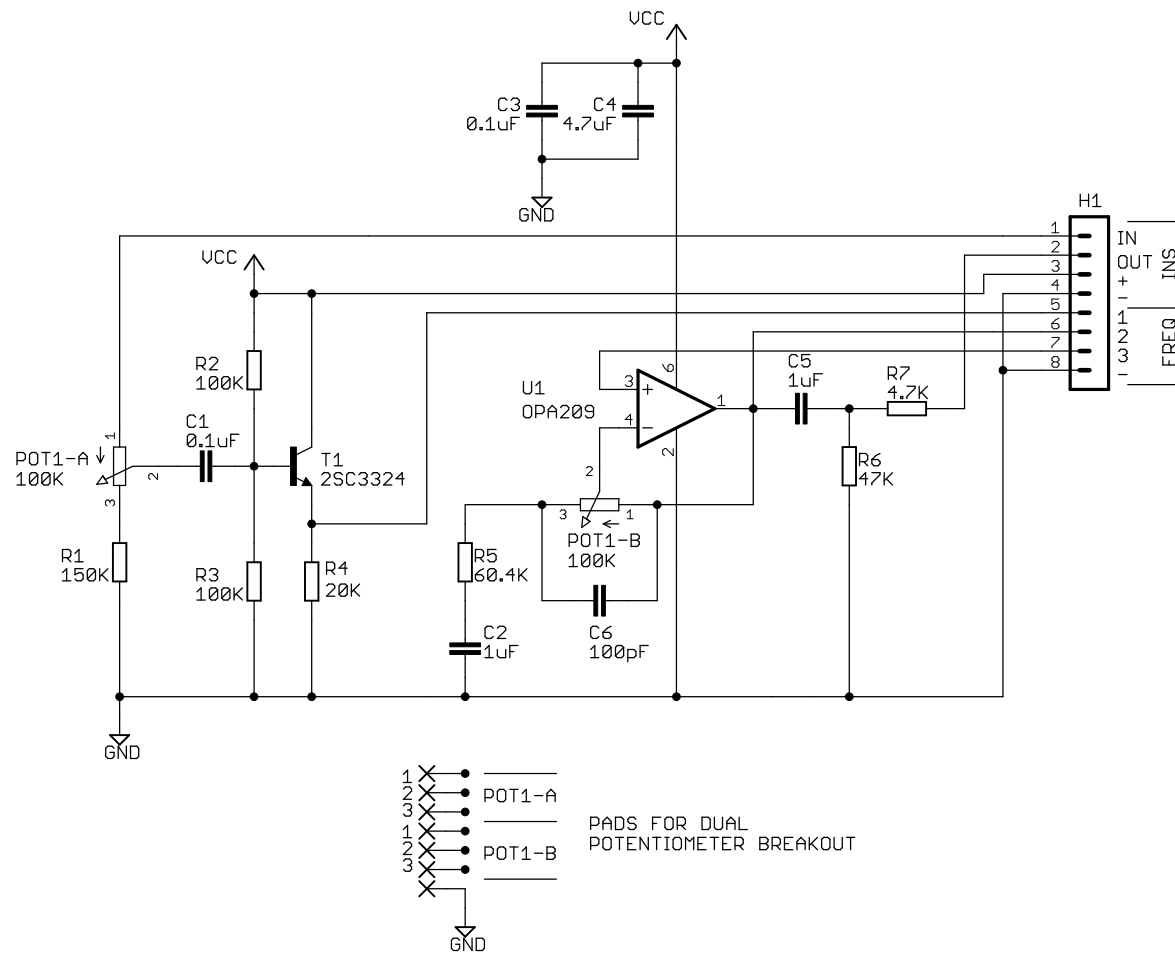 VCC
C3
0.1uF
C4
4.7uF
GND
H1
1
2
3
4
5
6
7
8
IN
OUT
+
-
INS
1
2
3
-
FREQ
VCC
R2
100K
C1
0.1uF
POT1-A
100K
1
2
3
T1
2SC3324
R1
150K
R3
100K
R4
20K
GND
U1
OPA209
3
+
4
-
6
1
2
C5
1uF
R7
4.7K
R6
47K
2
3
1
POT1-B
100K
R5
60.4K
C2
1uF
C6
100pF
1
2
3
POT1-A
1
2
3
POT1-B
PADS FOR DUAL
POTENTIOMETER BREAKOUT
GND